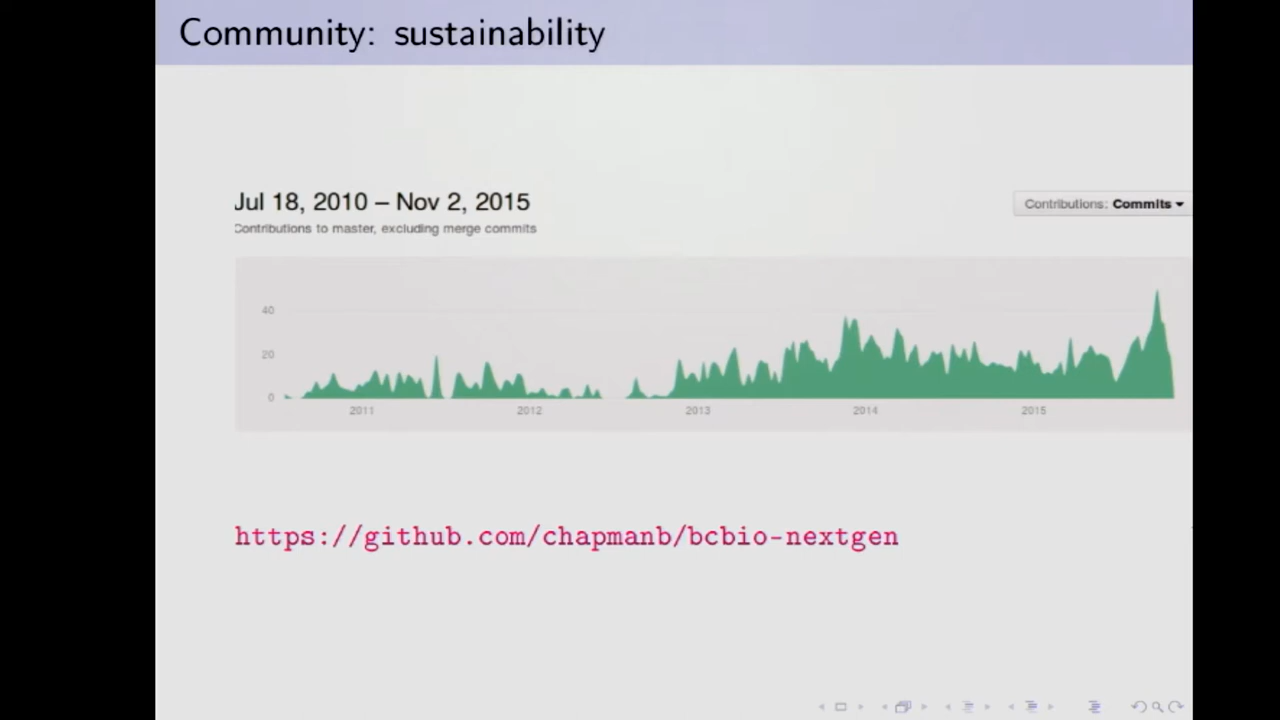 Community: sustainability
Jul 18, 2010 – Nov 2, 2015
Contributions: Commits
Contributions to master, excluding merge commits
40
20
0
2011 2012 2013 2014 2015
https://github.com/chapmanb/bcbio-nextgen